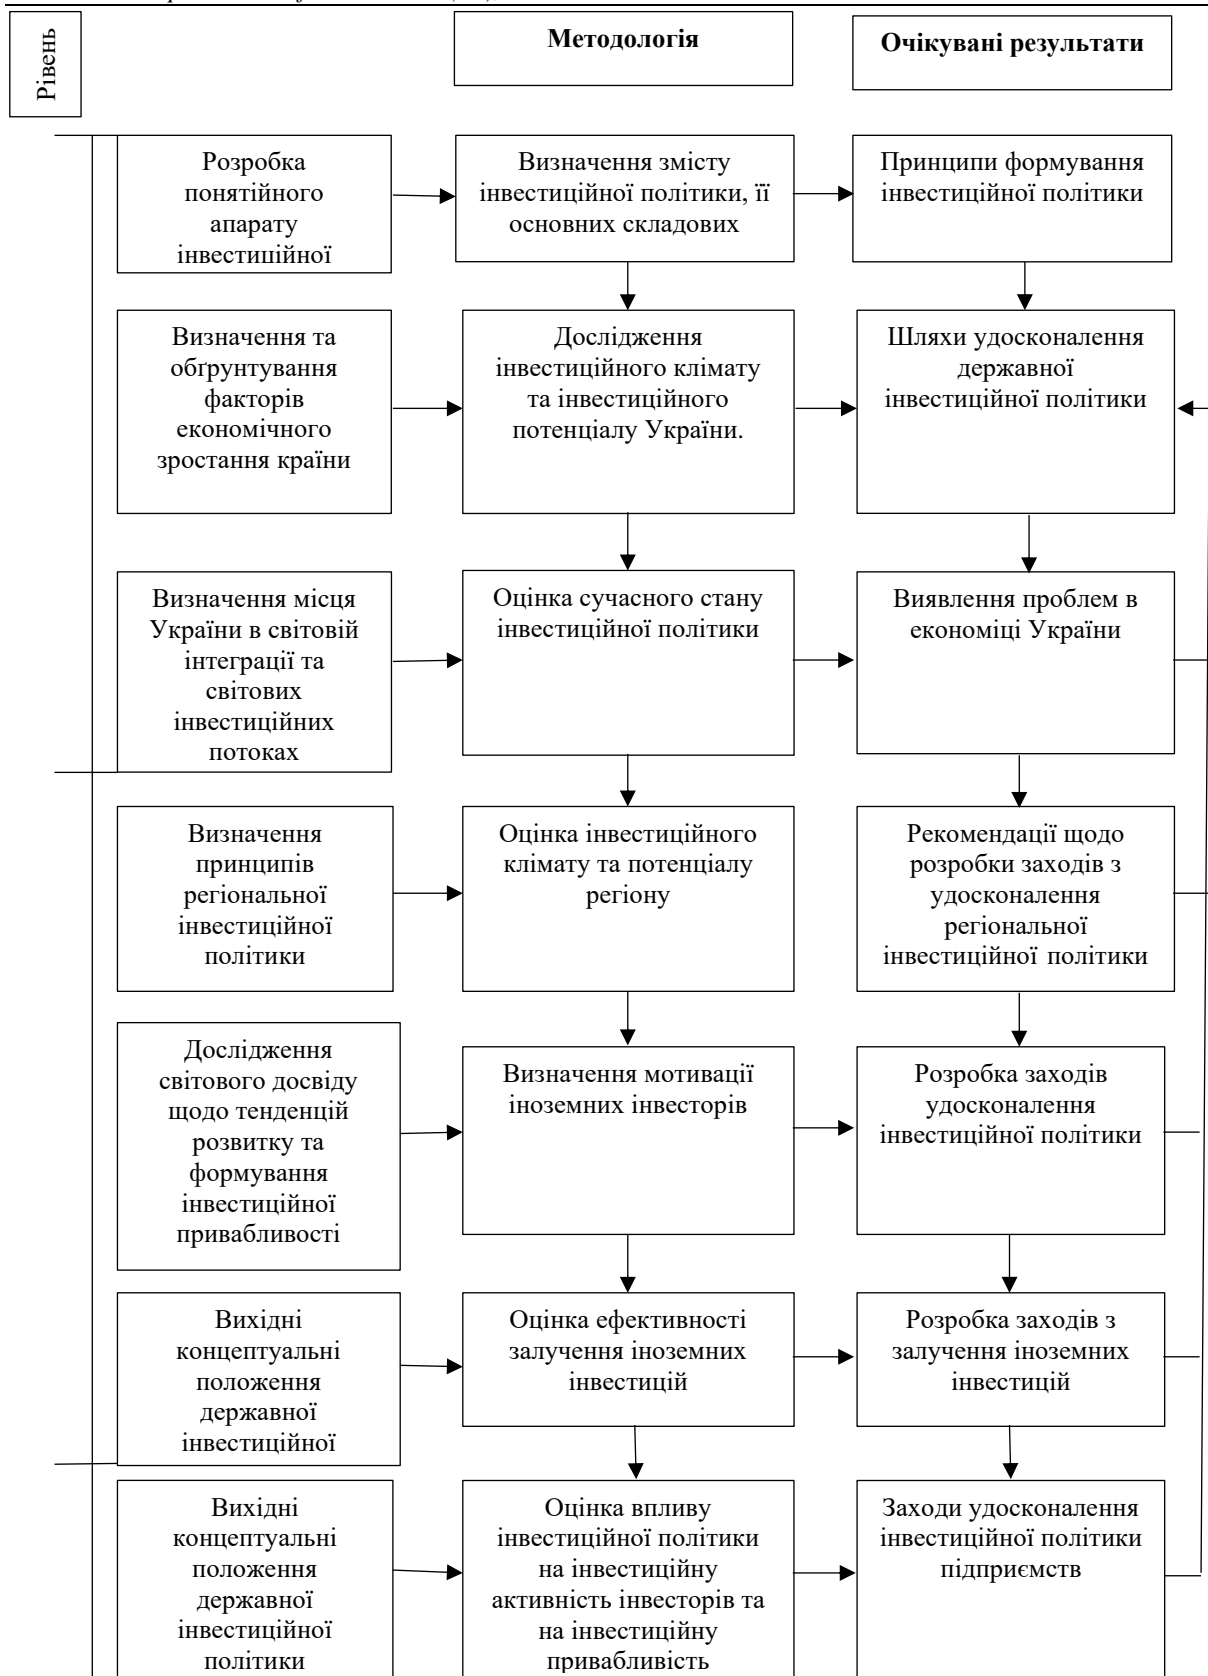 Рівень
Методологія
Очікувані результати
Розробка
понятійного
апарату
інвестиційної
Визначення змісту
інвестиційної політики, її
основних складових
Принципи формування
інвестиційної політики
Визначення та
обґрунтування
факторів
економічного
зростання країни
Дослідження
інвестиційного клімату
та інвестиційного
потенціалу України.
Шляхи удосконалення
державної
інвестиційної політики
Визначення місця
України в світовій
інтеграції та
світових
інвестиційних
потоках
Оцінка сучасного стану
інвестиційної політики
Виявлення проблем в
економіці України
Визначення
принципів
регіональної
інвестиційної
політики
Оцінка інвестиційного
клімату та потенціалу
регіону
Рекомендації щодо
розробки заходів з
удосконалення
регіональної
інвестиційної політики
Дослідження
світового досвіду
щодо тенденцій
розвитку та
формування
інвестиційної
привабливості
Визначення мотивації
іноземних інвесторів
Розробка заходів
удосконалення
інвестиційної політики
Вихідні
концептуальні
положення
державної
інвестиційної
Оцінка ефективності
залучення іноземних
інвестицій
Розробка заходів з
залучення іноземних
інвестицій
Вихідні
концептуальні
положення
державної
інвестиційної
політики
Оцінка впливу
інвестиційної політики
на інвестиційну
активність інвесторів та
на інвестиційну
привабливість
Заходи удосконалення
інвестиційної політики
підприємств